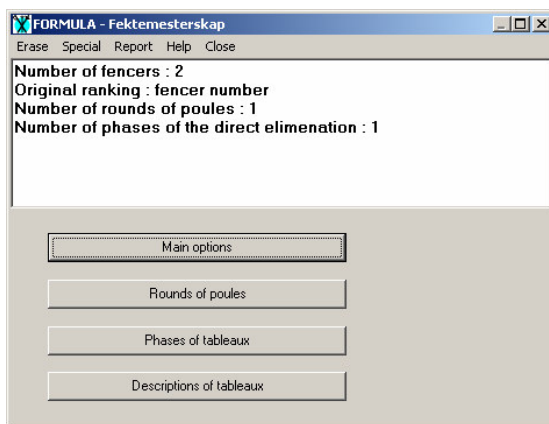 FORMULA - Fektemesterskap
Erase Special Report Help Close
Number of fencers : 2
Original ranking : fencer number
Number of rounds of poules : 1
Number of phases of the direct elimenation : 1
Main options
Rounds of poules
Phases of tableaux
Descriptions of tableaux